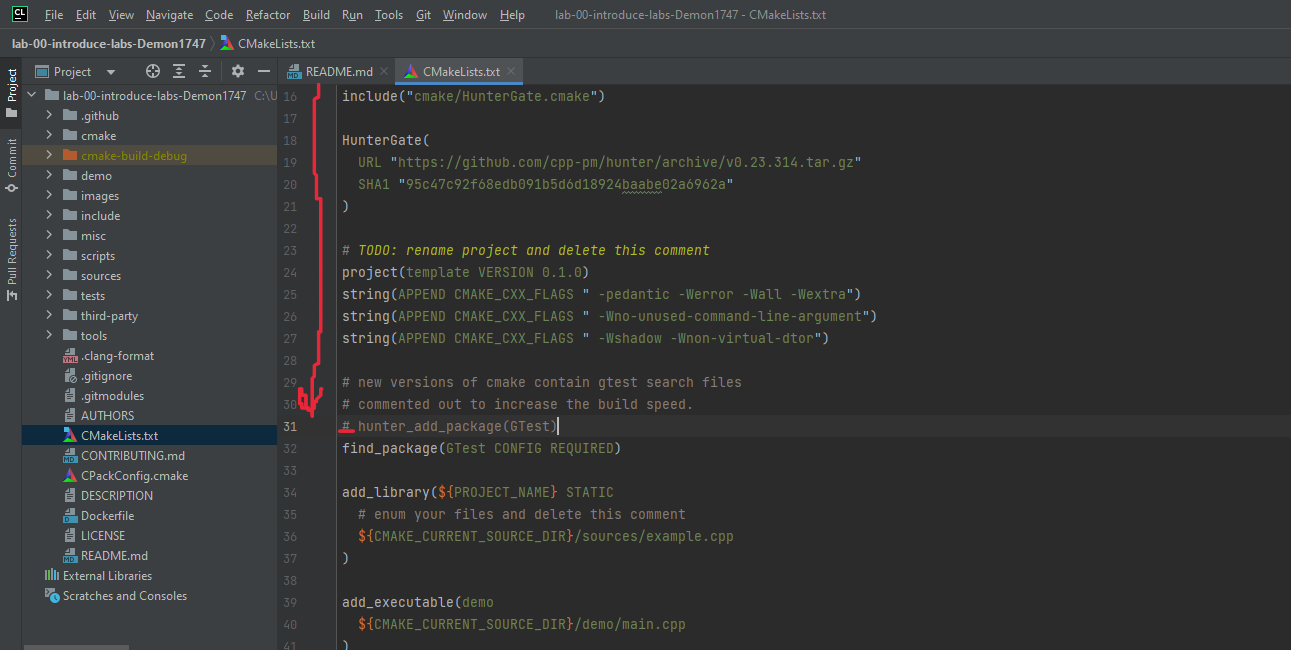 CL File Edit View Navigate Code Refactor Build Run Tools Git Window Help lab-00-introduce-labs-Demon1747 - CMakeLists.txt
lab-00-introduce-labs-Demon1747 CMakeLists.txt
Project
Commit
Pull Requests
Project
README.md CMakeLists.txt
lab-00-introduce-labs-Demon1747 C:\U
.github
cmake
cmake-build-debug
demo
images
include
misc
scripts
sources
tests
third-party
tools
.clang-format
.gitignore
.gitmodules
AUTHORS
CMakeLists.txt
CONTRIBUTING.md
CPackConfig.cmake
DESCRIPTION
Dockerfile
LICENSE
README.md
External Libraries
Scratches and Consoles
16 include("cmake/HunterGate.cmake")
17
18 HunterGate(
19 URL "https://github.com/cpp-pm/hunter/archive/v0.23.314.tar.gz"
20 SHA1 "95c47c92f68edb091b5d6d18924baabe02a6962a"
21 )
22
23 # TODO: rename project and delete this comment
24 project(template VERSION 0.1.0)
25 string(APPEND CMAKE_CXX_FLAGS " -pedantic -Werror -Wall -Wextra")
26 string(APPEND CMAKE_CXX_FLAGS " -Wno-unused-command-line-argument")
27 string(APPEND CMAKE_CXX_FLAGS " -Wshadow -Wnon-virtual-dtor")
28
29 # new versions of cmake contain gtest search files
30 # commented out to increase the build speed.
31 # hunter_add_package(GTest)
32 find_package(GTest CONFIG REQUIRED)
33
34 add_library(${PROJECT_NAME} STATIC
35 # enum your files and delete this comment
36 ${CMAKE_CURRENT_SOURCE_DIR}/sources/example.cpp
37 )
38
39 add_executable(demo
40 ${CMAKE_CURRENT_SOURCE_DIR}/demo/main.cpp
41 )